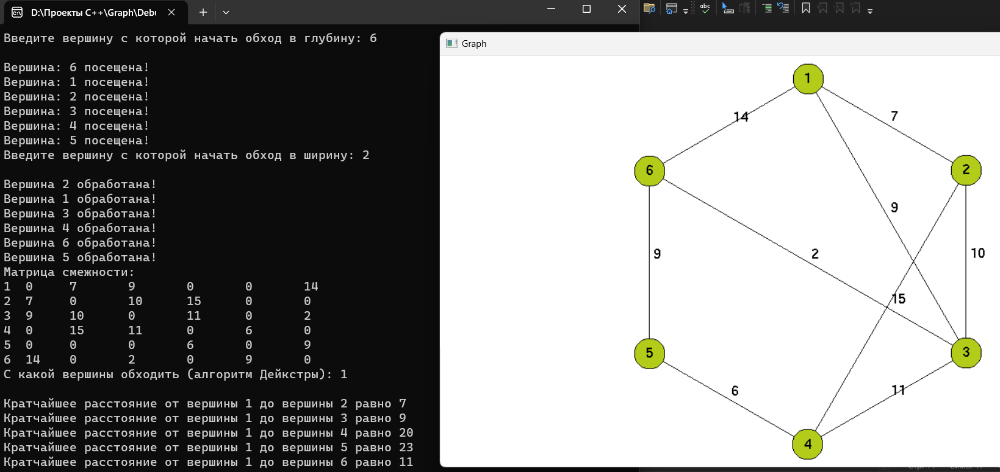 D:\Проекты C++\Graph\Debu
Введите вершину с которой начать обход в глубину: 6
Вершина: 6 посещена!
Вершина: 1 посещена!
Вершина: 2 посещена!
Вершина: 3 посещена!
Вершина: 4 посещена!
Вершина: 5 посещена!
Введите вершину с которой начать обход в ширину: 2
Вершина 2 обработана!
Вершина 1 обработана!
Вершина 3 обработана!
Вершина 4 обработана!
Вершина 6 обработана!
Вершина 5 обработана!
Матрица смежности:
1 0 7 9 0 0 14
2 7 0 10 15 0 0
3 9 10 0 11 0 2
4 0 15 11 0 6 0
5 0 0 0 6 0 9
6 14 0 2 0 9 0
С какой вершины обходить (алгоритм Дейкстры): 1
Кратчайшее расстояние от вершины 1 до вершины 2 равно 7
Кратчайшее расстояние от вершины 1 до вершины 3 равно 9
Кратчайшее расстояние от вершины 1 до вершины 4 равно 20
Кратчайшее расстояние от вершины 1 до вершины 5 равно 23
Кратчайшее расстояние от вершины 1 до вершины 6 равно 11
abc
Graph
1
14
7
6
2
9
9
2
10
15
5
3
6
11
4